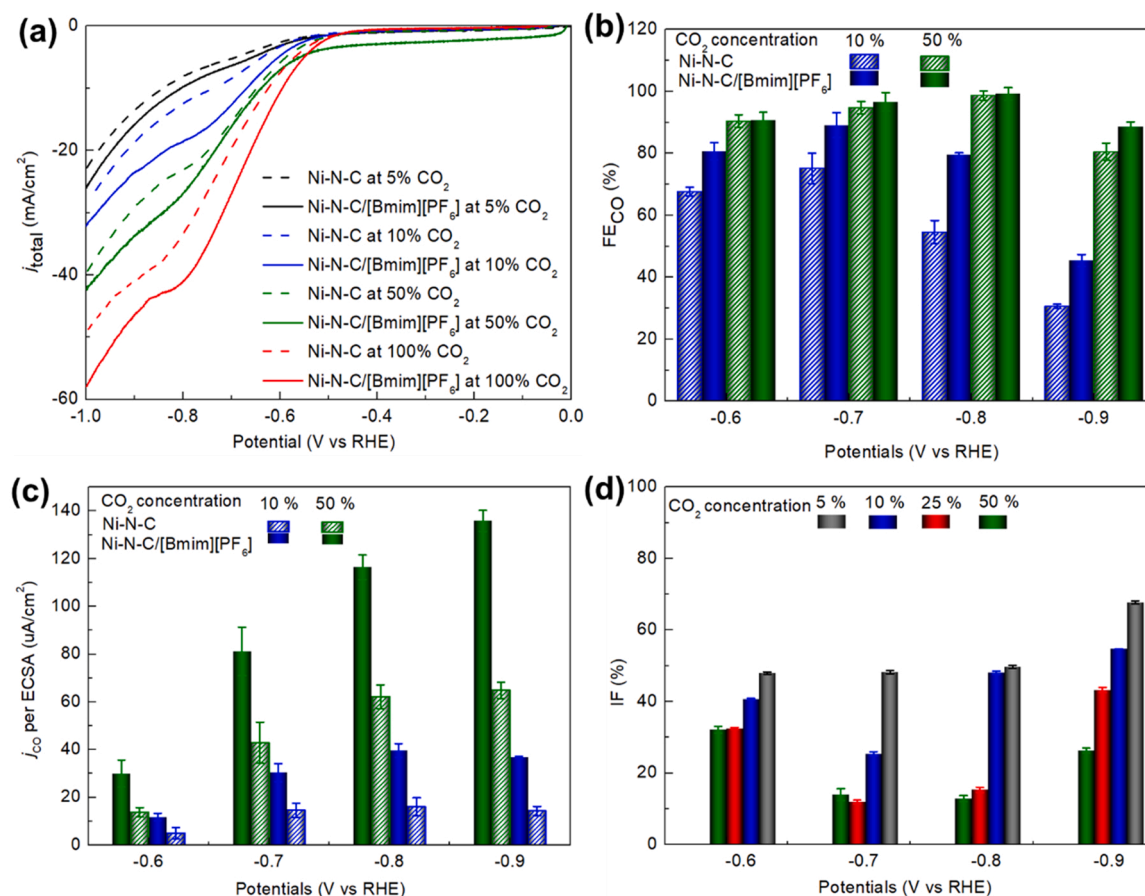 (a)
0
-20
-40
-60
j_total (mA/cm²)
Ni-N-C at 5% CO₂
Ni-N-C/[Bmim][PF₆] at 5% CO₂
Ni-N-C at 10% CO₂
Ni-N-C/[Bmim][PF₆] at 10% CO₂
Ni-N-C at 50% CO₂
Ni-N-C/[Bmim][PF₆] at 50% CO₂
Ni-N-C at 100% CO₂
Ni-N-C/[Bmim][PF₆] at 100% CO₂
-1.0 -0.8 -0.6 -0.4 -0.2 0.0
Potential (V vs RHE)
(b)
120
100
80
60
40
20
0
FE_CO (%)
CO₂ concentration 10 % 50 %
Ni-N-C
Ni-N-C/[Bmim][PF₆]
-0.6 -0.7 -0.8 -0.9
Potentials (V vs RHE)
(c)
140
120
100
80
60
40
20
0
j_CO per ECSA (uA/cm²)
CO₂ concentration 10 % 50 %
Ni-N-C
Ni-N-C/[Bmim][PF₆]
-0.6 -0.7 -0.8 -0.9
Potentials (V vs RHE)
(d)
100
80
60
40
20
0
IF (%)
CO₂ concentration 5 % 10 % 25 % 50 %
-0.6 -0.7 -0.8 -0.9
Potentials (V vs RHE)